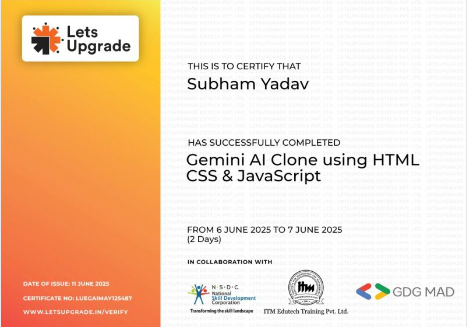 Lets
Upgrade
THIS IS TO CERTIFY THAT
Subham Yadav
HAS SUCCESSFULLY COMPLETED
Gemini AI Clone using HTML
CSS & JavaScript
FROM 6 JUNE 2025 TO 7 JUNE 2025
(2 Days)
IN COLLABORATION WITH
N·S·D·C
National
Skill Development
Corporation
Transforming the skill landscape
itm
ITM Edutech Training Pvt. Ltd.
GDG MAD
DATE OF ISSUE: 11 JUNE 2025
CERTIFICATE NO: LUEGAIMAY125487
WWW.LETSUPGRADE.IN/VERIFY